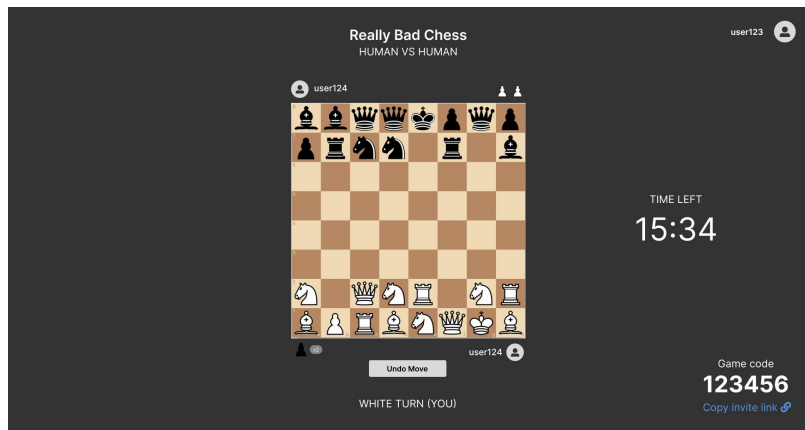 Really Bad Chess
HUMAN VS HUMAN
user123
user124
TIME LEFT
15:34
x2
user124
Undo Move
WHITE TURN (YOU)
Game code
123456
Copy invite link